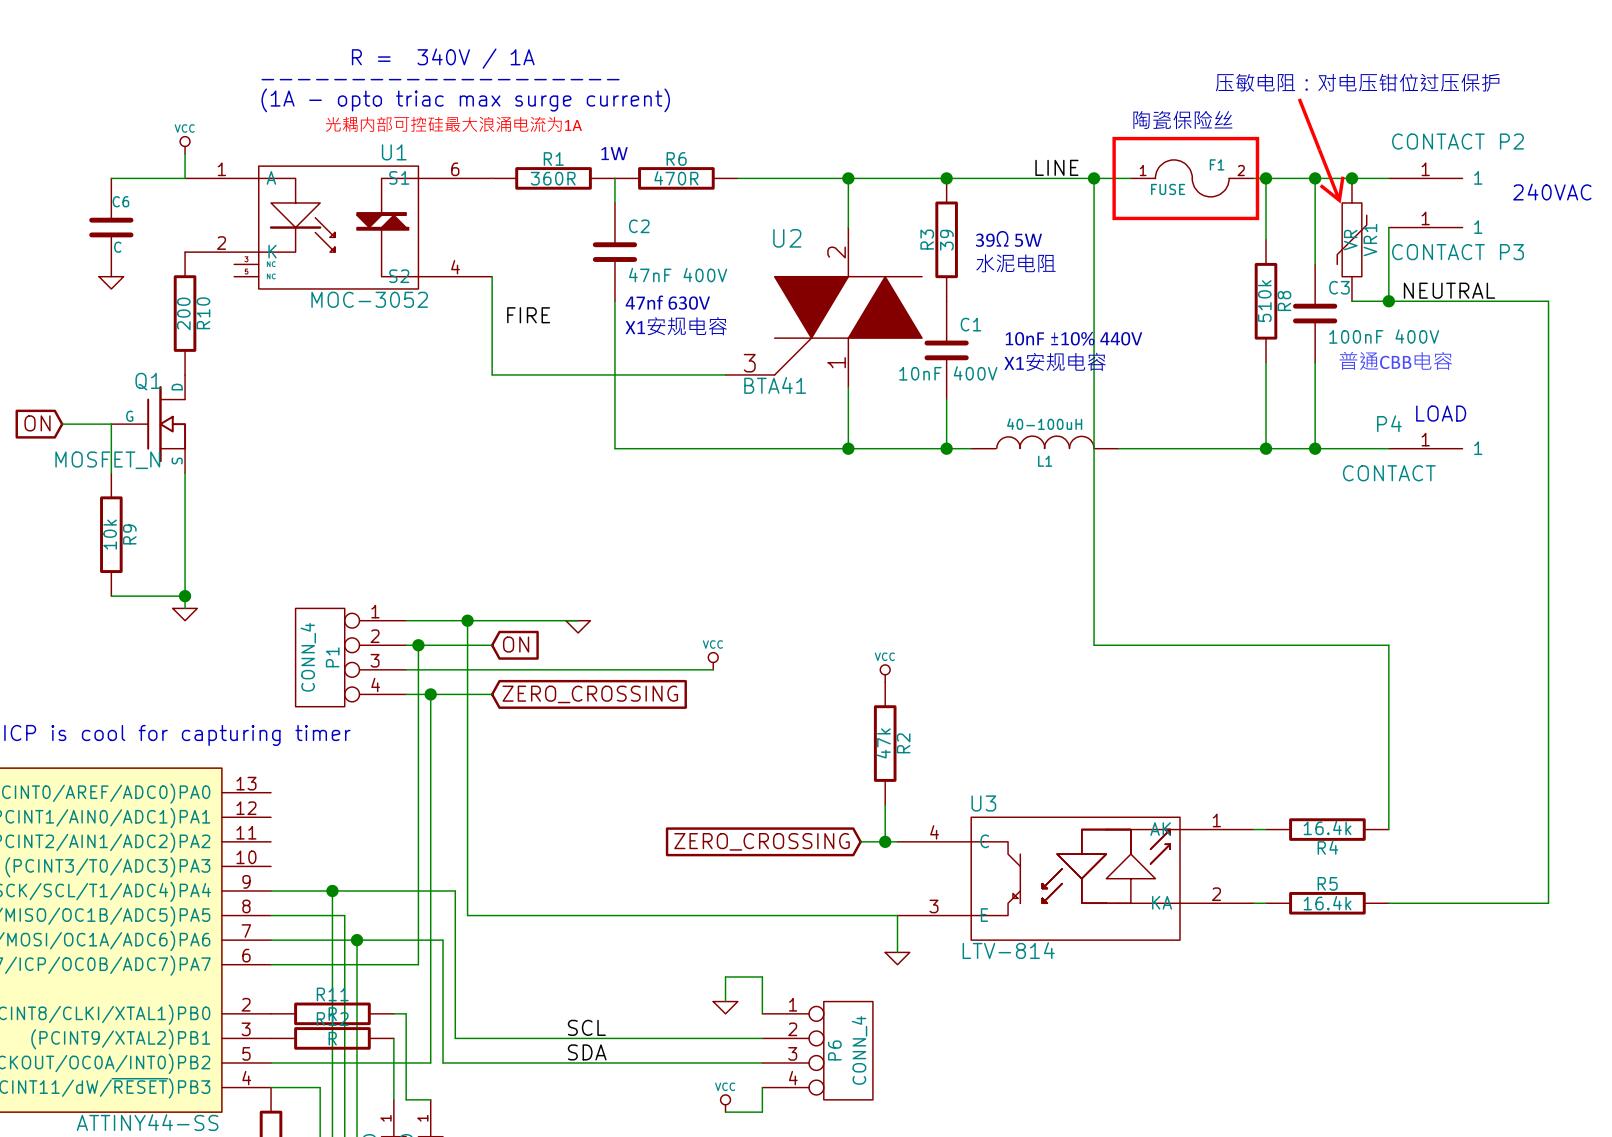 R = 340V / 1A
(1A - opto triac max surge current)
光耦内部可控硅最大浪涌电流为1A
压敏电阻：对电压钳位过压保护
陶瓷保险丝
VCC
U1
1
A
S1
6
R1
360R
1W
R6
470R
LINE
1
FUSE
F1
2
CONTACT P2
1
1
240VAC
C6
C
2
K
3
NC
5
NC
S2
4
MOC-3052
C2
47nF 400V
47nf 630V
X1安规电容
U2
2
R3
39
39Ω 5W
水泥电阻
VR
VR1
1
1
CONTACT P3
NEUTRAL
200
R10
FIRE
3
BTA41
1
C1
10nF 400V
10nF ±10% 440V
X1安规电容
510k
R8
C3
100nF 400V
普通CBB电容
Q1
D
G
S
ON
MOSFET_N
40-100uH
L1
P4
LOAD
1
1
CONTACT
10k
R9
CONN_4
P1
1
2
3
4
ON
VCC
ZERO_CROSSING
VCC
47k
R2
ICP is cool for capturing timer
ZERO_CROSSING
U3
4
C
AK
1
16.4k
R4
3
E
KA
2
R5
16.4k
LTV-814
CINT0/AREF/ADC0)PA0
13
PCINT1/AIN0/ADC1)PA1
12
PCINT2/AIN1/ADC2)PA2
11
(PCINT3/T0/ADC3)PA3
10
SCK/SCL/T1/ADC4)PA4
9
/MISO/OC1B/ADC5)PA5
8
/MOSI/OC1A/ADC6)PA6
7
7/ICP/OC0B/ADC7)PA7
6
CINT8/CLKI/XTAL1)PB0
2
R11
R
(PCINT9/XTAL2)PB1
3
R12
R
CKOUT/OC0A/INT0)PB2
5
CINT11/dW/RESET)PB3
4
ATTINY44-SS
SCL
SDA
1
2
3
4
P6
CONN_4
VCC
1
1